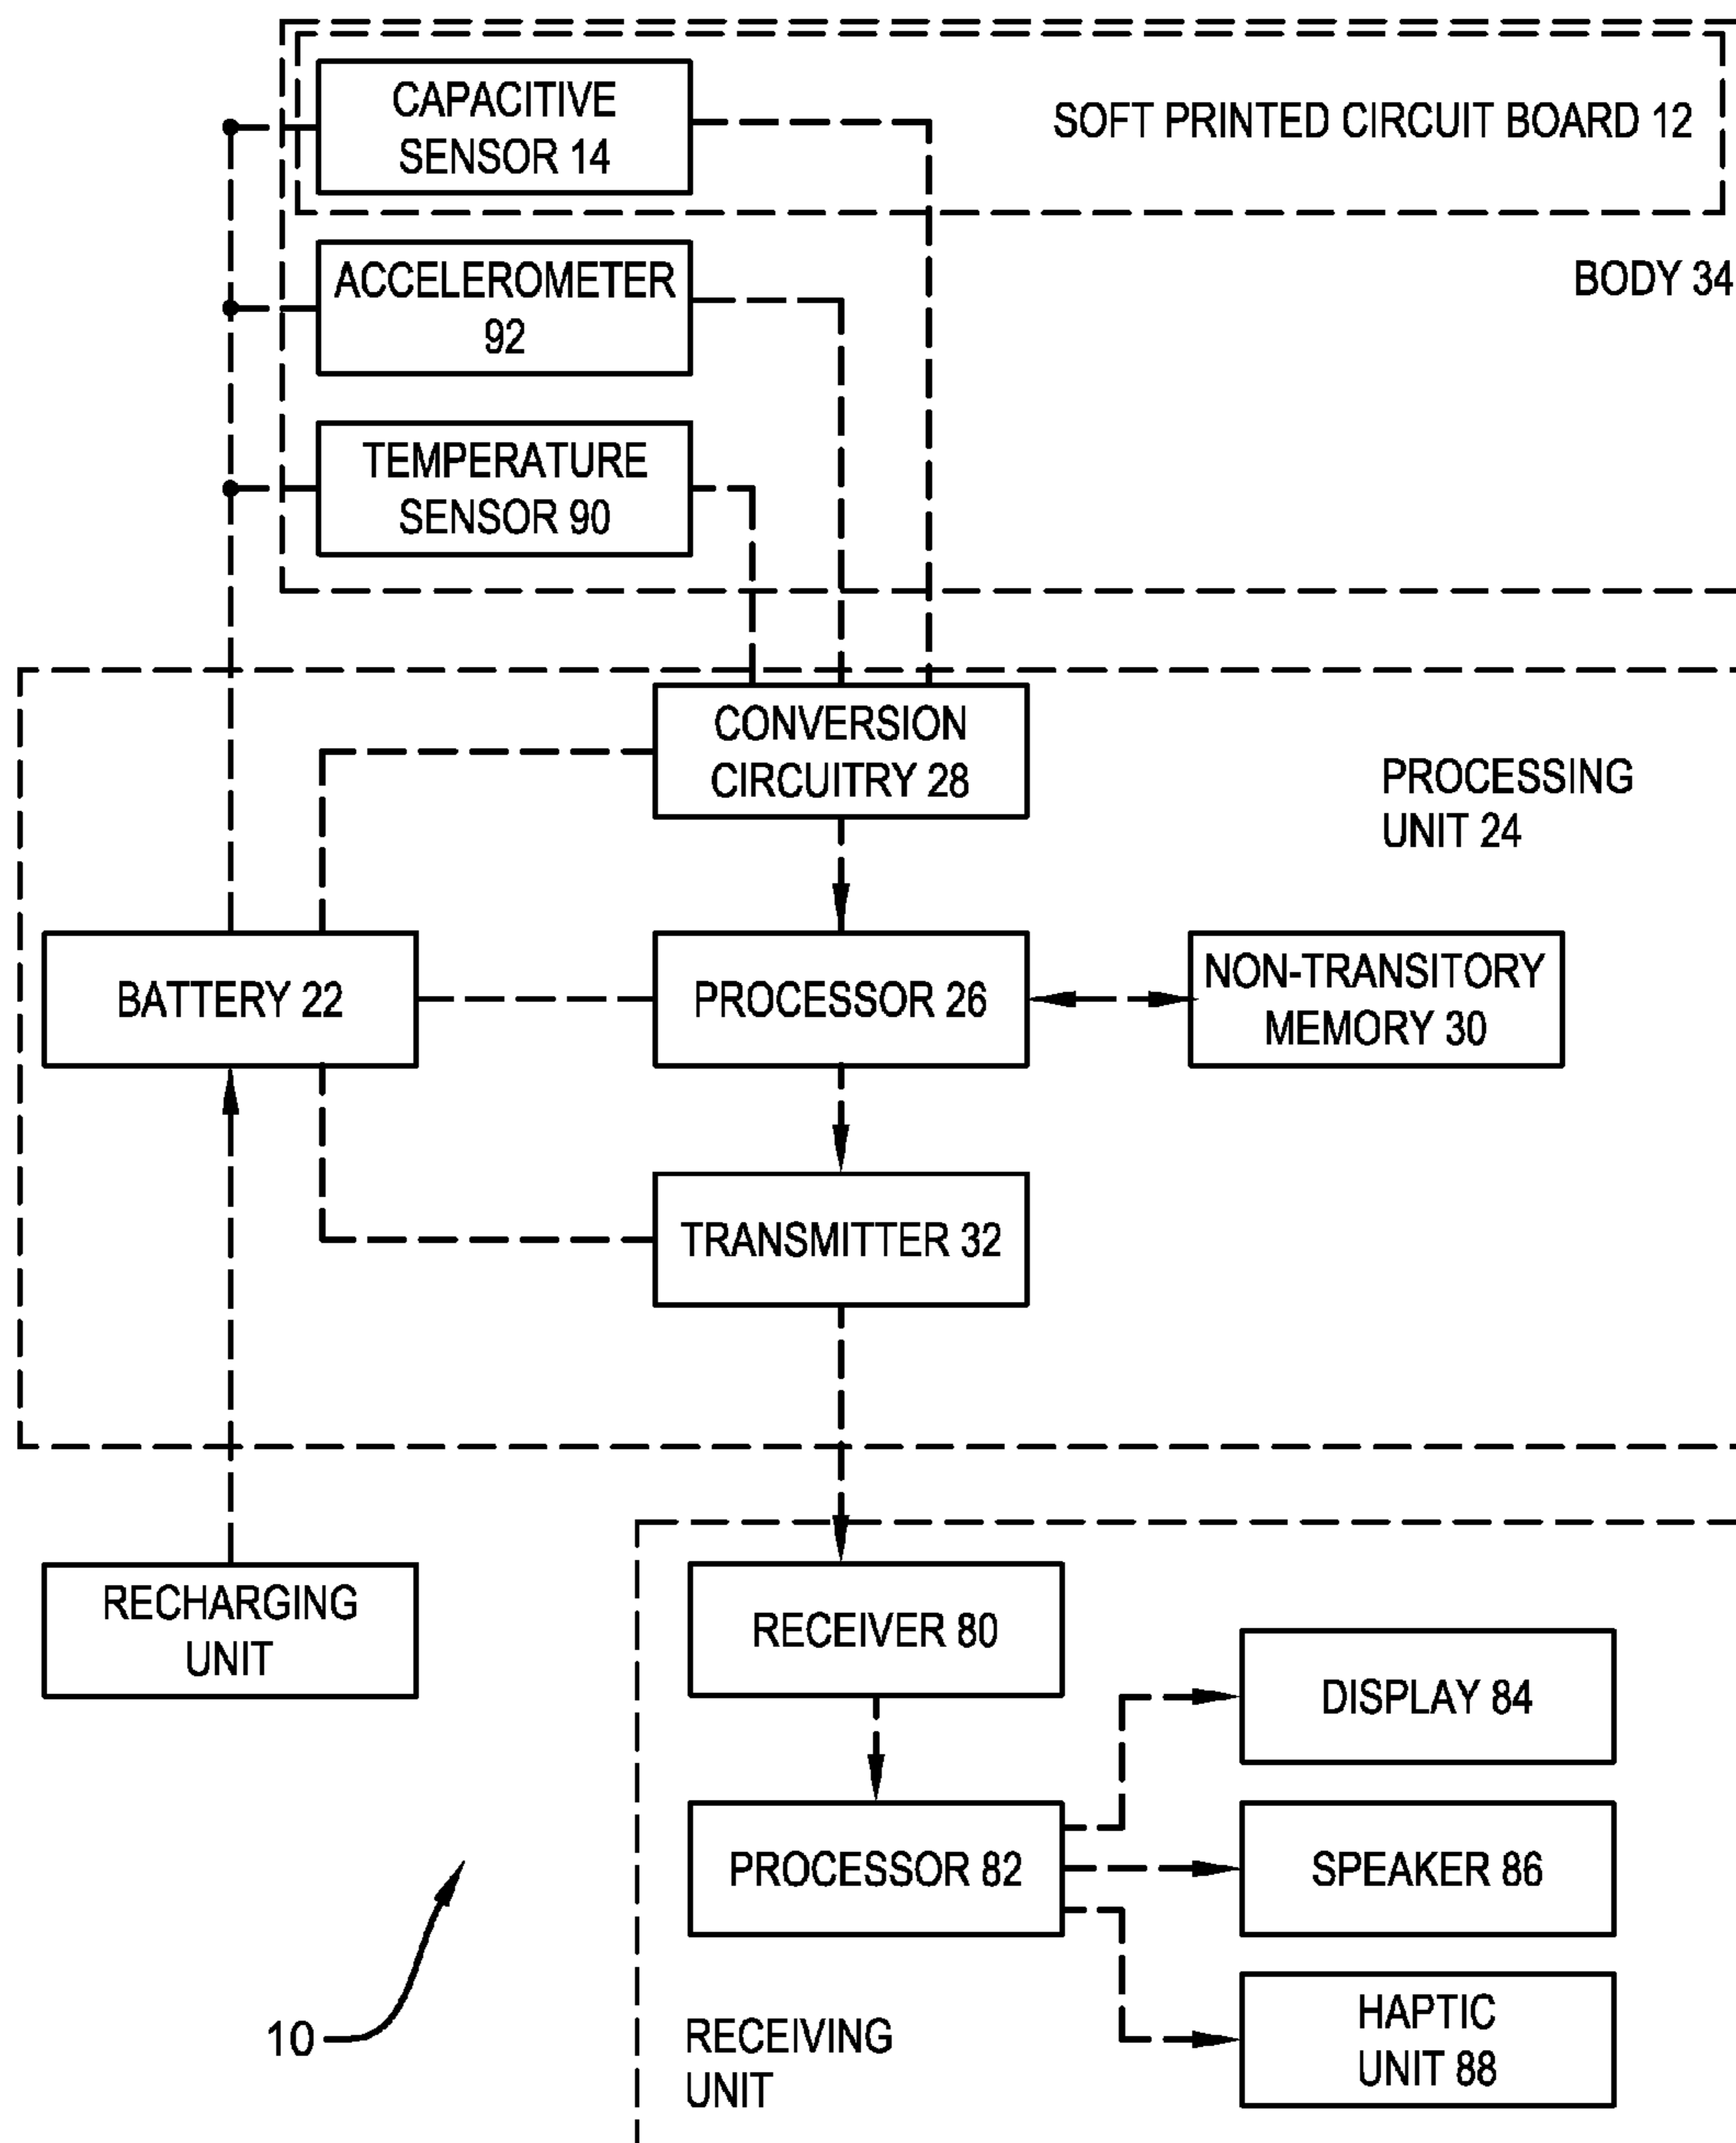 CAPACITIVE
SENSOR 14
SOFT PRINTED CIRCUIT BOARD 12
ACCELEROMETER
92
BODY 34
TEMPERATURE
SENSOR 90
CONVERSION
CIRCUITRY 28
PROCESSING
UNIT 24
BATTERY 22
PROCESSOR 26
NON-TRANSITORY
MEMORY 30
TRANSMITTER 32
RECHARGING
UNIT
RECEIVER 80
DISPLAY 84
PROCESSOR 82
SPEAKER 86
10
RECEIVING
UNIT
HAPTIC
UNIT 88